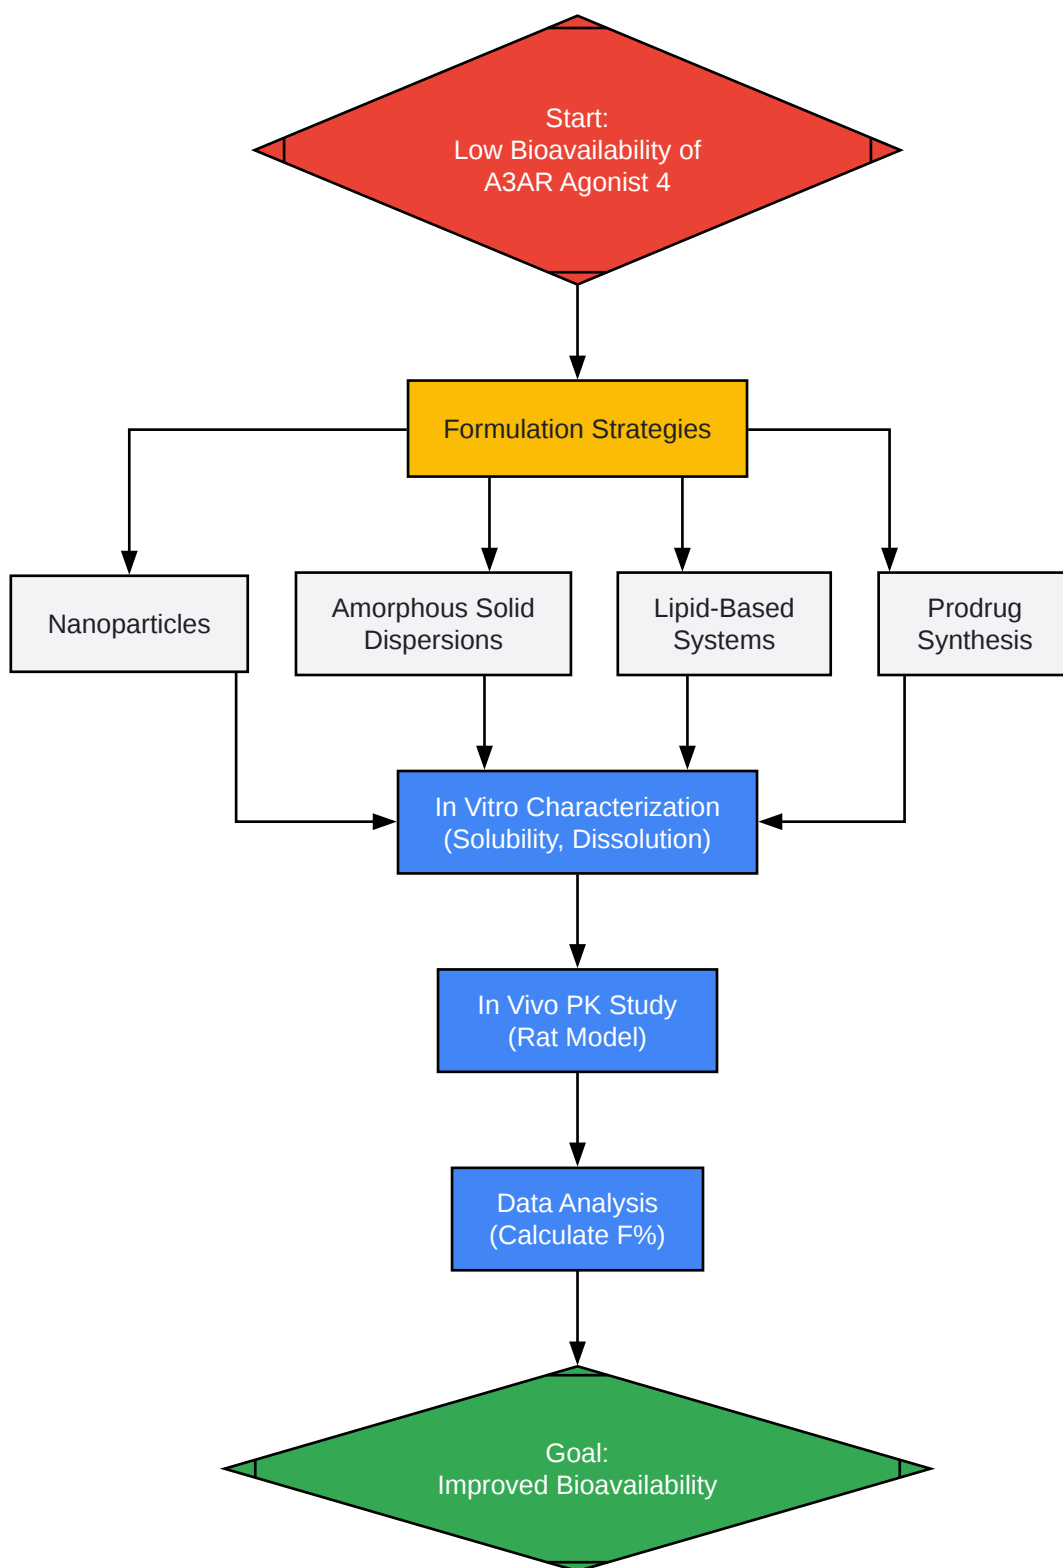 Start:
Low Bioavailability of
A3AR Agonist 4
Formulation Strategies
Nanoparticles
Amorphous Solid
Dispersions
Lipid-Based
Systems
Prodrug
Synthesis
In Vitro Characterization
(Solubility, Dissolution)
In Vivo PK Study
(Rat Model)
Data Analysis
(Calculate F%)
Goal:
Improved Bioavailability